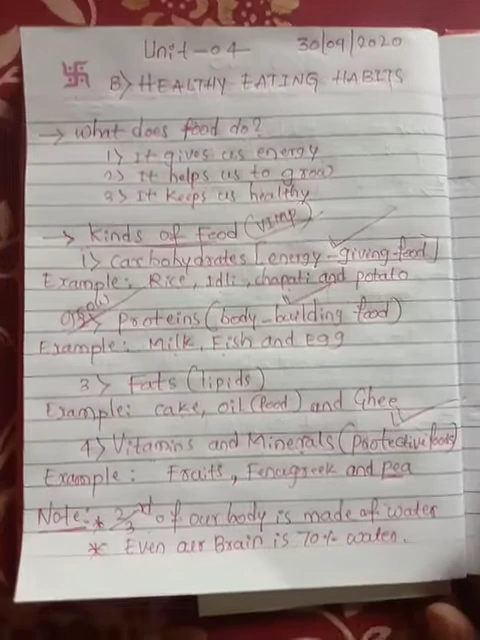 Unit-04 30/09/2020
卐 B> HEALTHY EATING HABITS
→ What does food do?
1> It gives us energy
2> It helps us to grow
3> It keeps us healthy
→ Kinds of Food (VIMP)
1> carbohydrates [energy-giving-food]
Example: Rice, Idli, chapati and potato
2> Proteins (body-building food)
Example: Milk, Fish and egg
3> Fats (lipids)
Example: cake, oil (food) and Ghee
4> Vitamins and Minerals (protective foods)
Example: Fruits, Fenugreek and pea
Note: * 2/3rd of our body is made of water
* Even our Brain is 70% water.